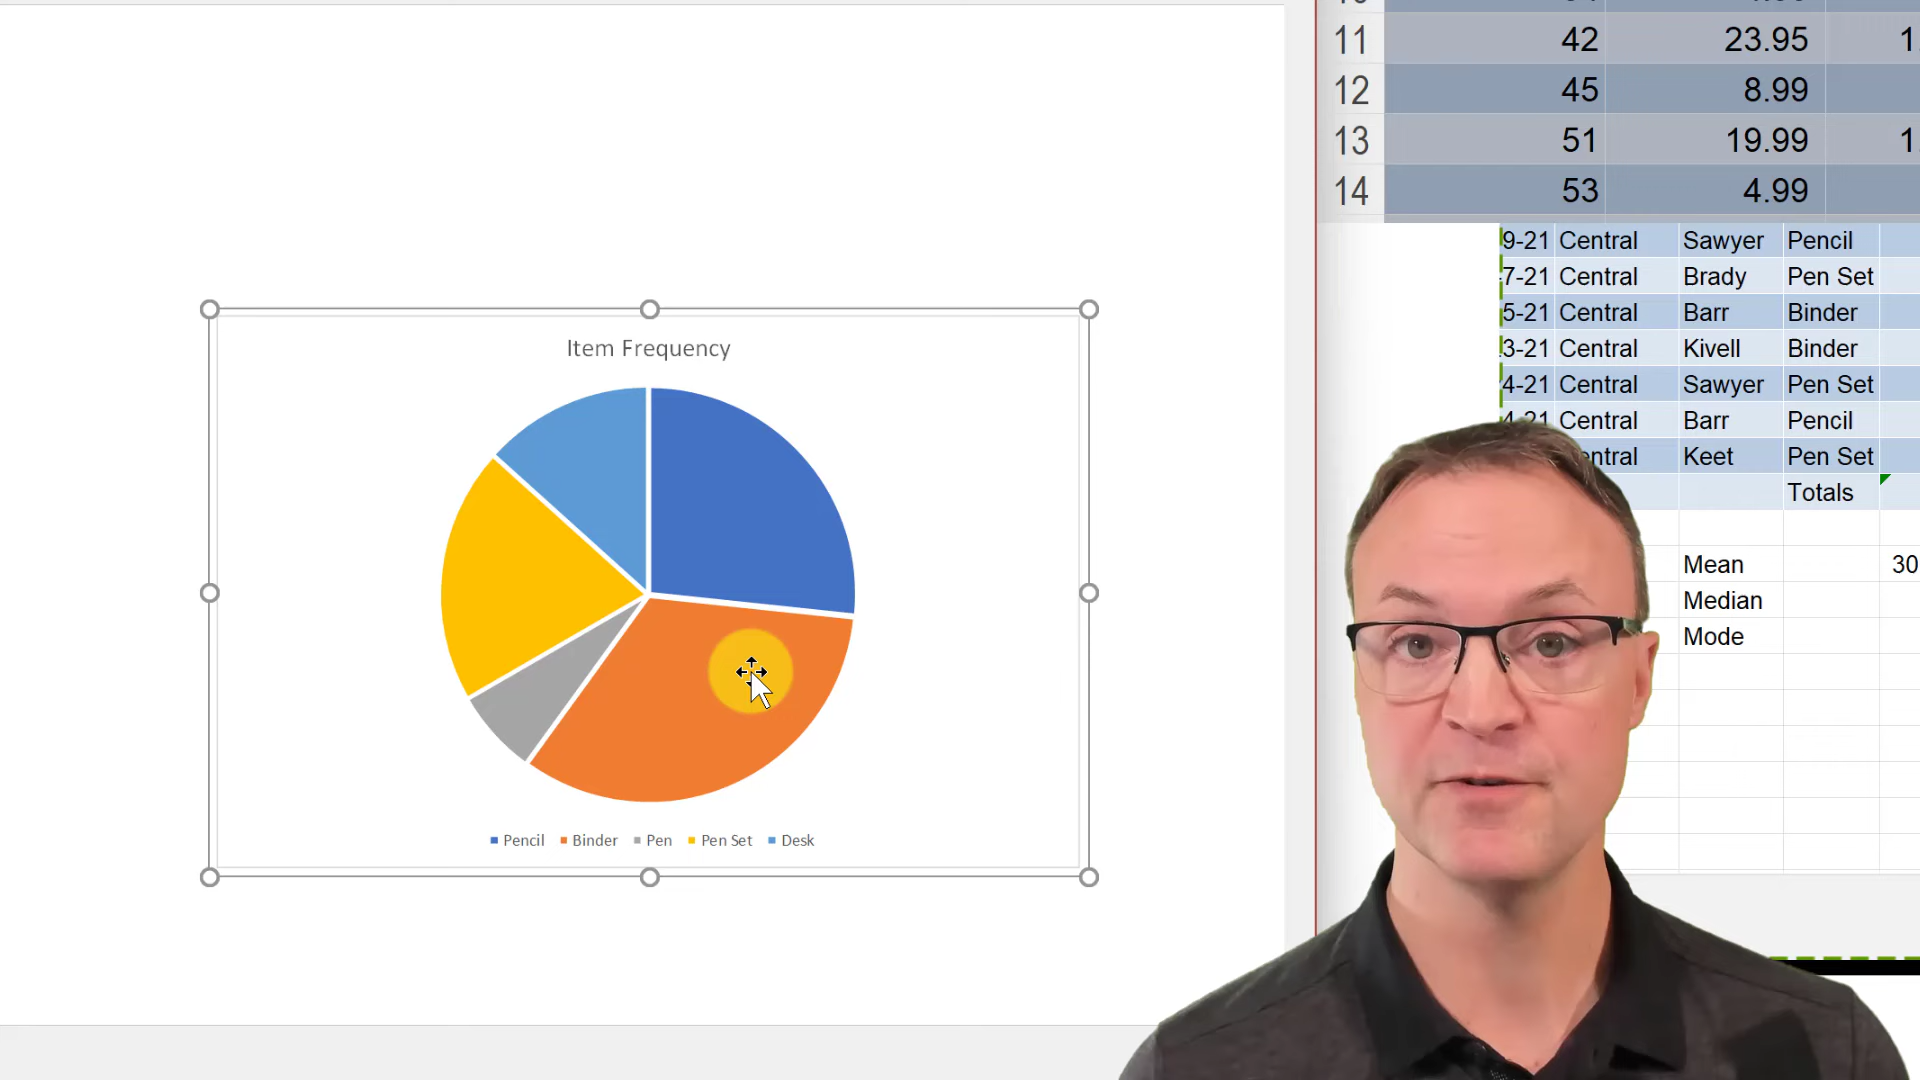 Item Frequency
Pencil Binder Pen Pen Set Desk
11 42 23.95 1
12 45 8.99
13 51 19.99 1
14 53 4.99
9-21 Central Sawyer Pencil
7-21 Central Brady Pen Set
5-21 Central Barr Binder
3-21 Central Kivell Binder
4-21 Central Sawyer Pen Set
4-21 Central Barr Pencil
entral Keet Pen Set
Totals
Mean 30
Median
Mode